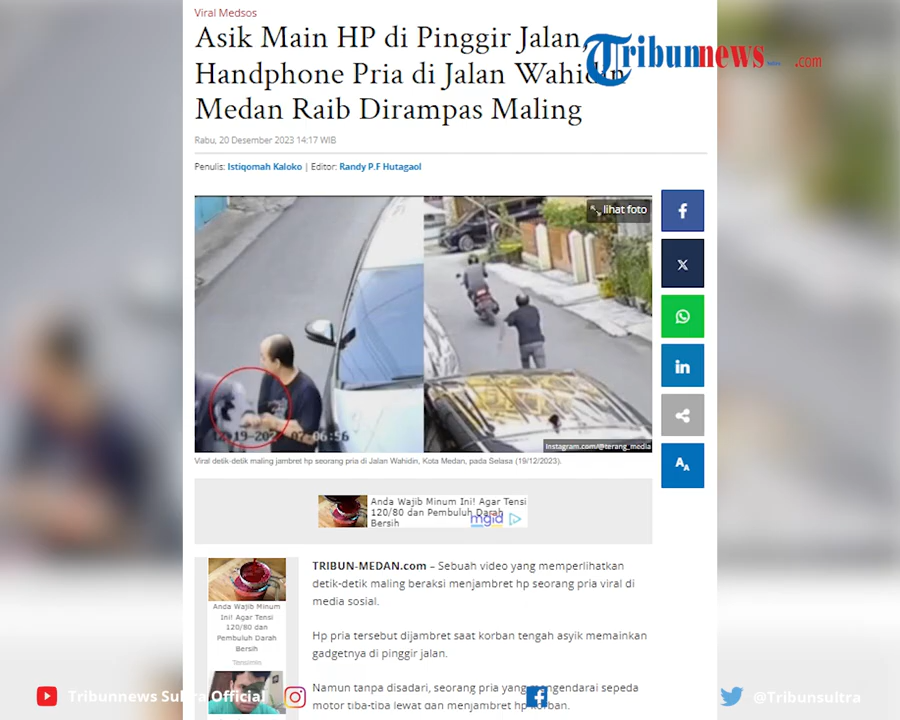 Viral Medsos
Asik Main HP di Pinggir Jalan,
Handphone Pria di Jalan Wahidin
Medan Raib Dirampas Maling
Tribunnews.com
Rabu, 20 Desember 2023 14:17 WIB
Penulis: Istiqomah Kaloko | Editor: Randy P.F Hutagaol
lihat foto
07:06:56
Instagram.com/@terang_media
Viral detik-detik maling jambret hp seorang pria di Jalan Wahidin, Kota Medan, pada Selasa (19/12/2023).
Anda Wajib Minum Ini! Agar Tensi
120/80 dan Pembuluh Darah
Bersih
mgid
Anda Wajib Minum
Ini! Agar Tensi
120/80 dan
Pembuluh Darah
Bersih
Tensimin
TRIBUN-MEDAN.com – Sebuah video yang memperlihatkan
detik-detik maling beraksi menjambret hp seorang pria viral di
media sosial.
Hp pria tersebut dijambret saat korban tengah asyik memainkan
gadgetnya di pinggir jalan.
Namun tanpa disadari, seorang pria yang mengendarai sepeda
motor tiba-tiba lewat dan menjambret hp korban.
Tribunnews Sultra Official
@Tribunsultra